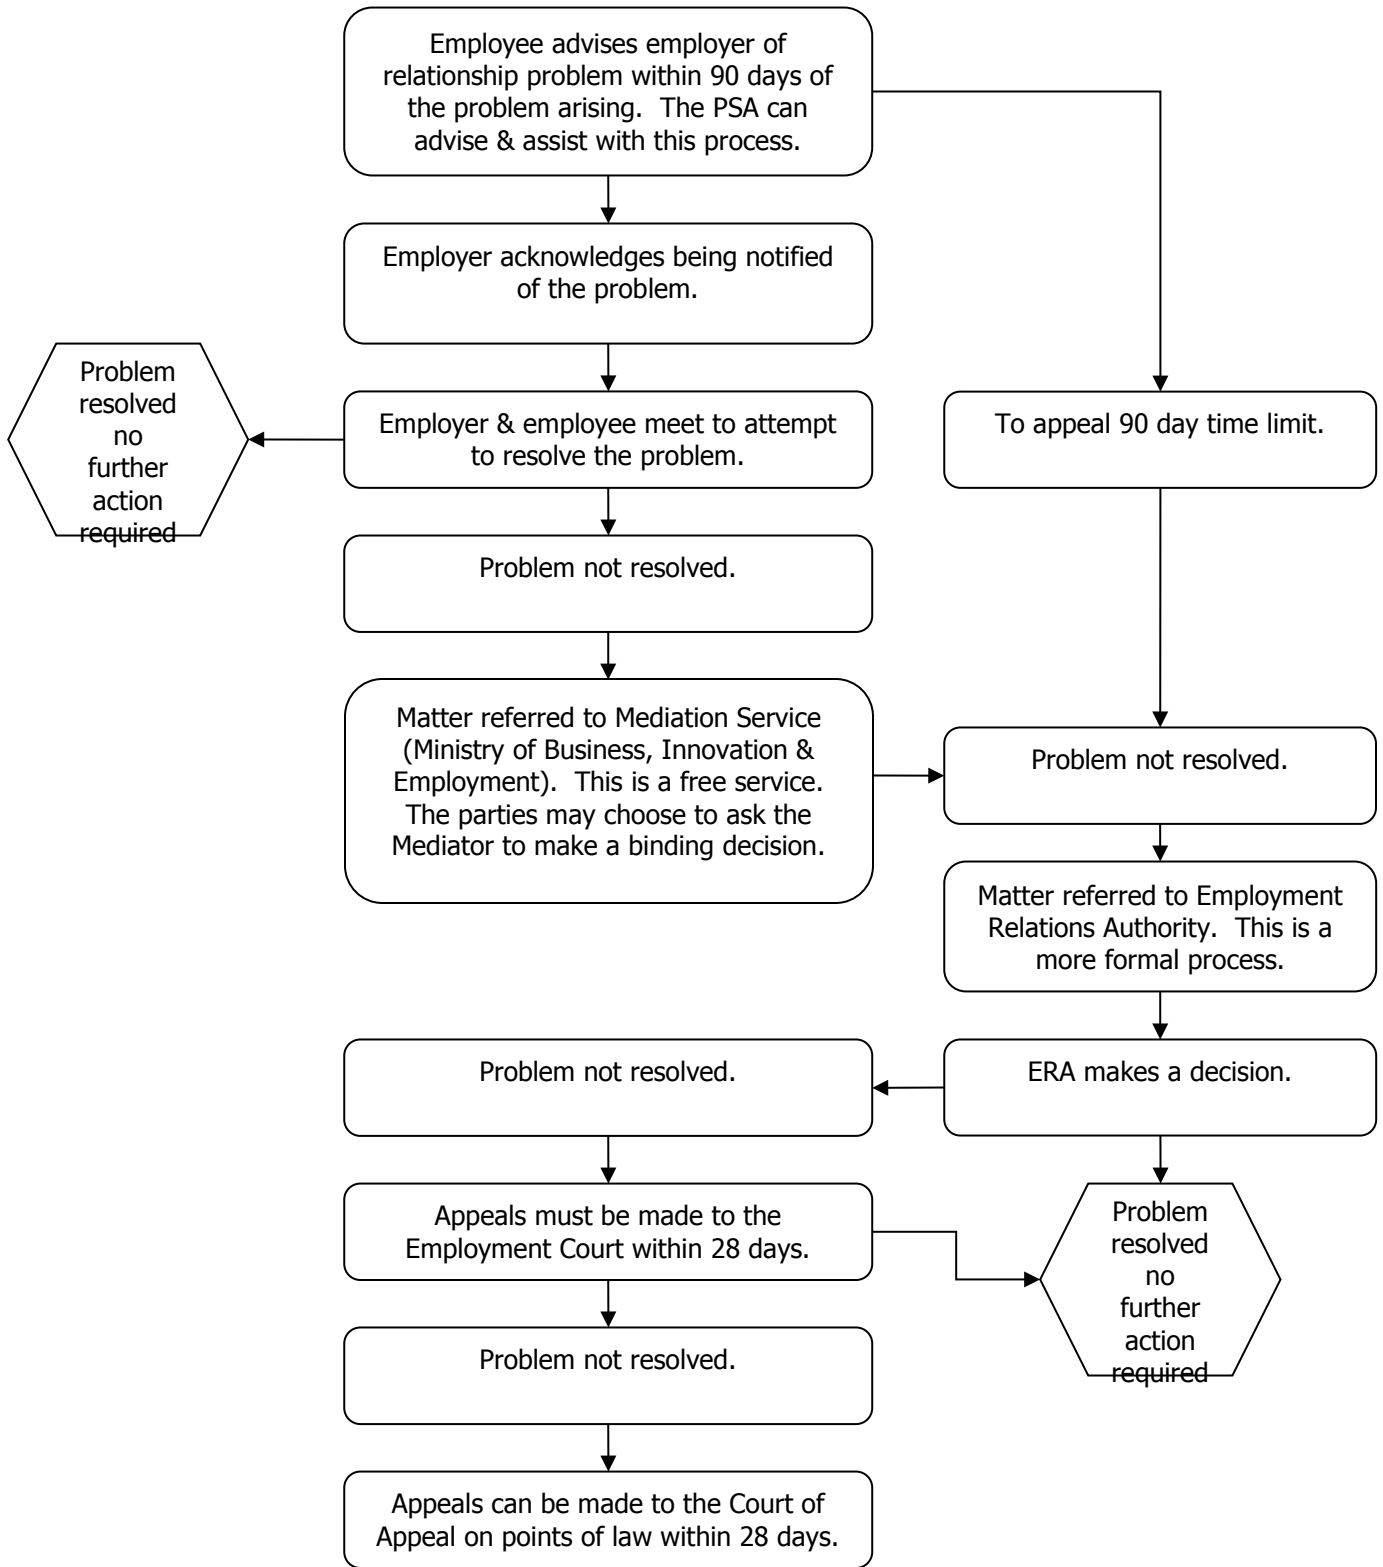 Employee advises employer of
relationship problem within 90 days of
the problem arising.  The PSA can
advise & assist with this process.
Employer acknowledges being notified
of the problem.
Problem
resolved
no
further
action
required
Employer & employee meet to attempt
to resolve the problem.
To appeal 90 day time limit.
Problem not resolved.
Matter referred to Mediation Service
(Ministry of Business, Innovation &
Employment).  This is a free service.
The parties may choose to ask the
Mediator to make a binding decision.
Problem not resolved.
Matter referred to Employment
Relations Authority.  This is a
more formal process.
ERA makes a decision.
Problem not resolved.
Appeals must be made to the
Employment Court within 28 days.
Problem
resolved
no
further
action
required
Problem not resolved.
Appeals can be made to the Court of
Appeal on points of law within 28 days.